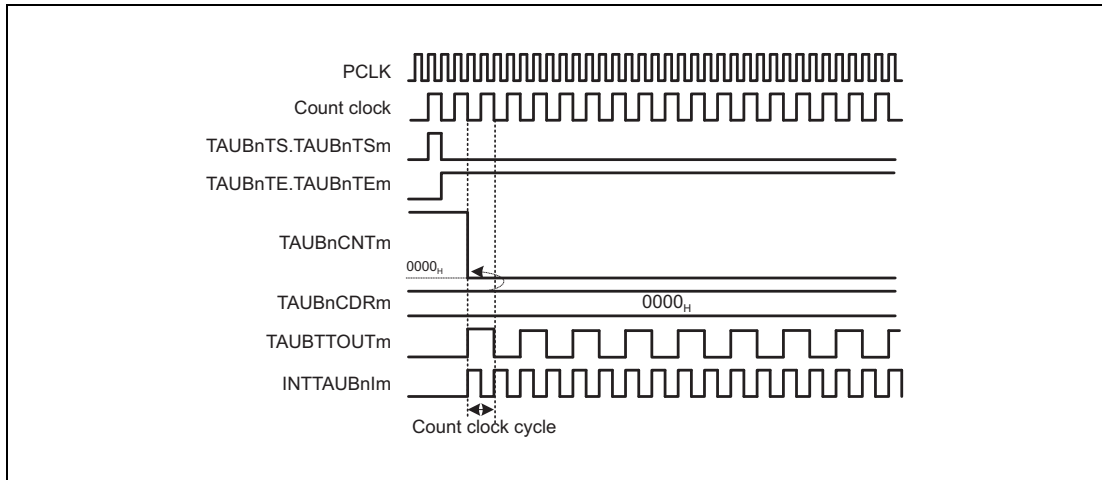 PCLK
Count clock
TAUBnTS.TAUBnTSm
TAUBnTE.TAUBnTEm
TAUBnCNTm
0000H
TAUBnCDRm
0000H
TAUBTTOUTm
INTTAUBnIm
Count clock cycle